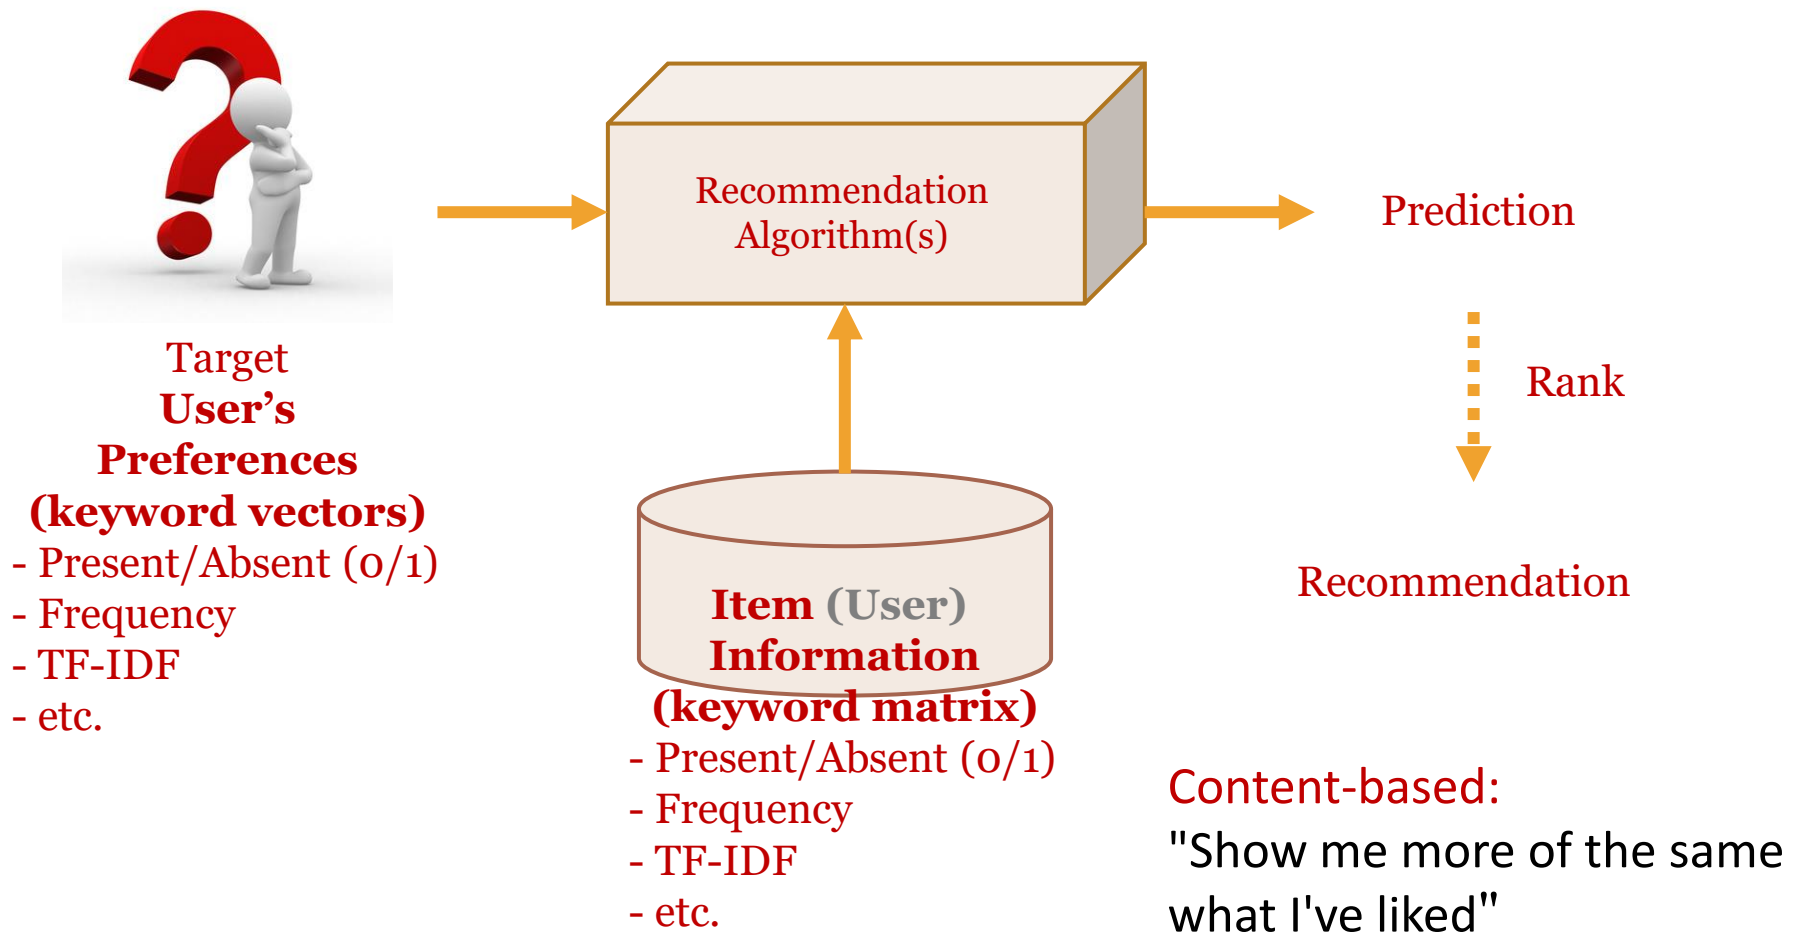 Target
User’s
Preferences
(keyword vectors)
- Present/Absent (0/1)
- Frequency
- TF-IDF
- etc.
Recommendation
Algorithm(s)
Item (User)
Information
(keyword matrix)
- Present/Absent (0/1)
- Frequency
- TF-IDF
- etc.
Prediction
Rank
Recommendation
Content-based:
"Show me more of the same
what I've liked"